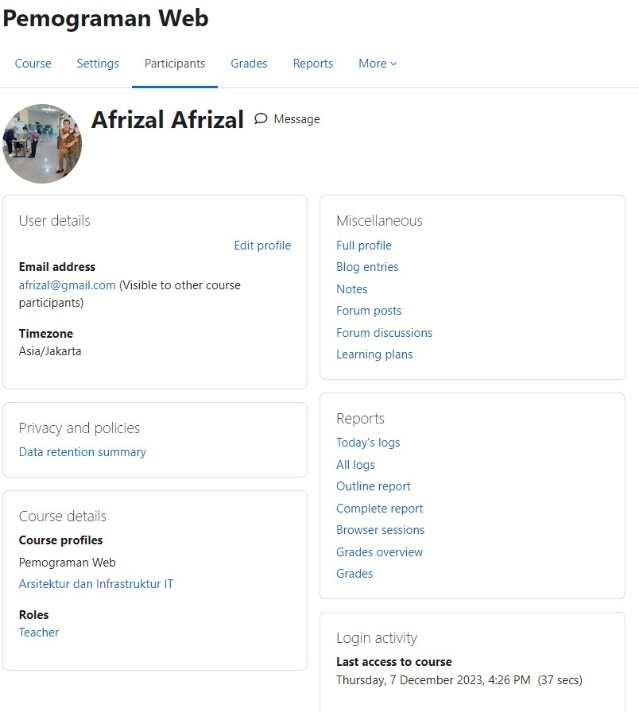 Pemograman Web
Course Settings Participants Grades Reports More
Afrizal Afrizal Message
User details
Edit profile
Email address
afrizal@gmail.com (Visible to other course
participants)
Timezone
Asia/Jakarta
Privacy and policies
Data retention summary
Course details
Course profiles
Pemograman Web
Arsitektur dan Infrastruktur IT
Roles
Teacher
Miscellaneous
Full profile
Blog entries
Notes
Forum posts
Forum discussions
Learning plans
Reports
Today's logs
All logs
Outline report
Complete report
Browser sessions
Grades overview
Grades
Login activity
Last access to course
Thursday, 7 December 2023, 4:26 PM (37 secs)